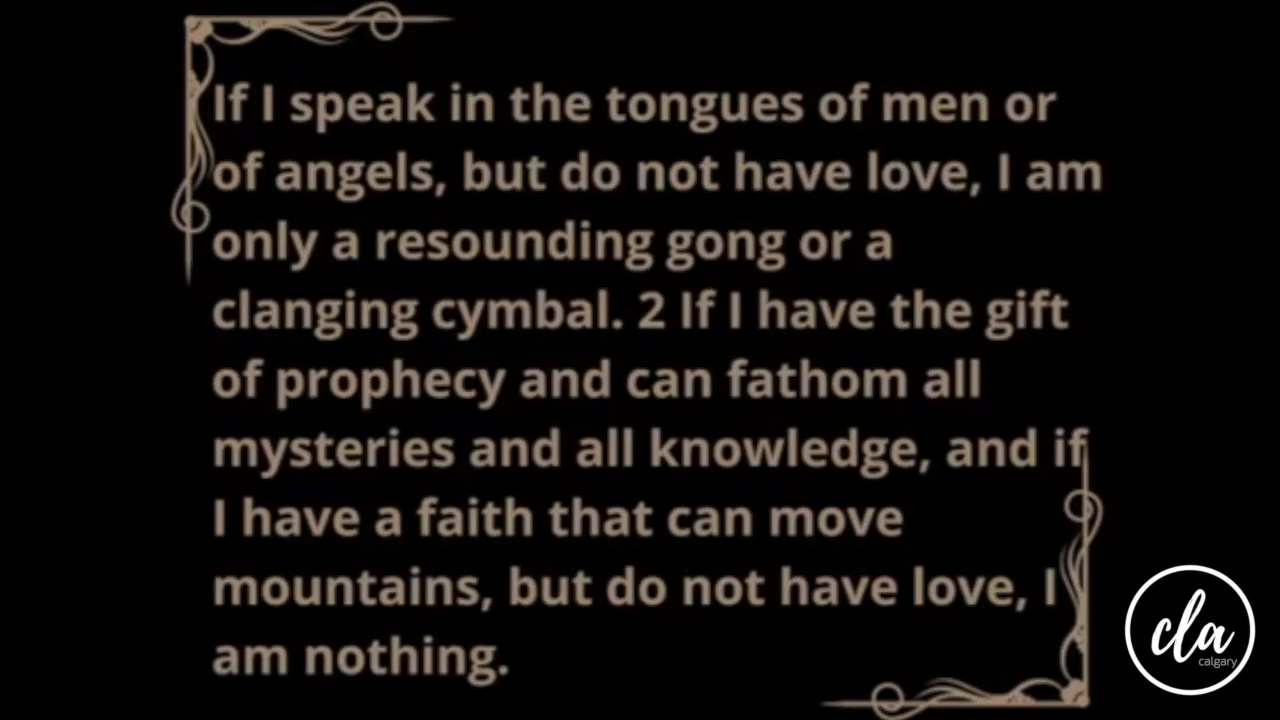 If I speak in the tongues of men or
of angels, but do not have love, I am
only a resounding gong or a
clanging cymbal. 2 If I have the gift
of prophecy and can fathom all
mysteries and all knowledge, and if
I have a faith that can move
mountains, but do not have love, I
am nothing.
cla
calgary